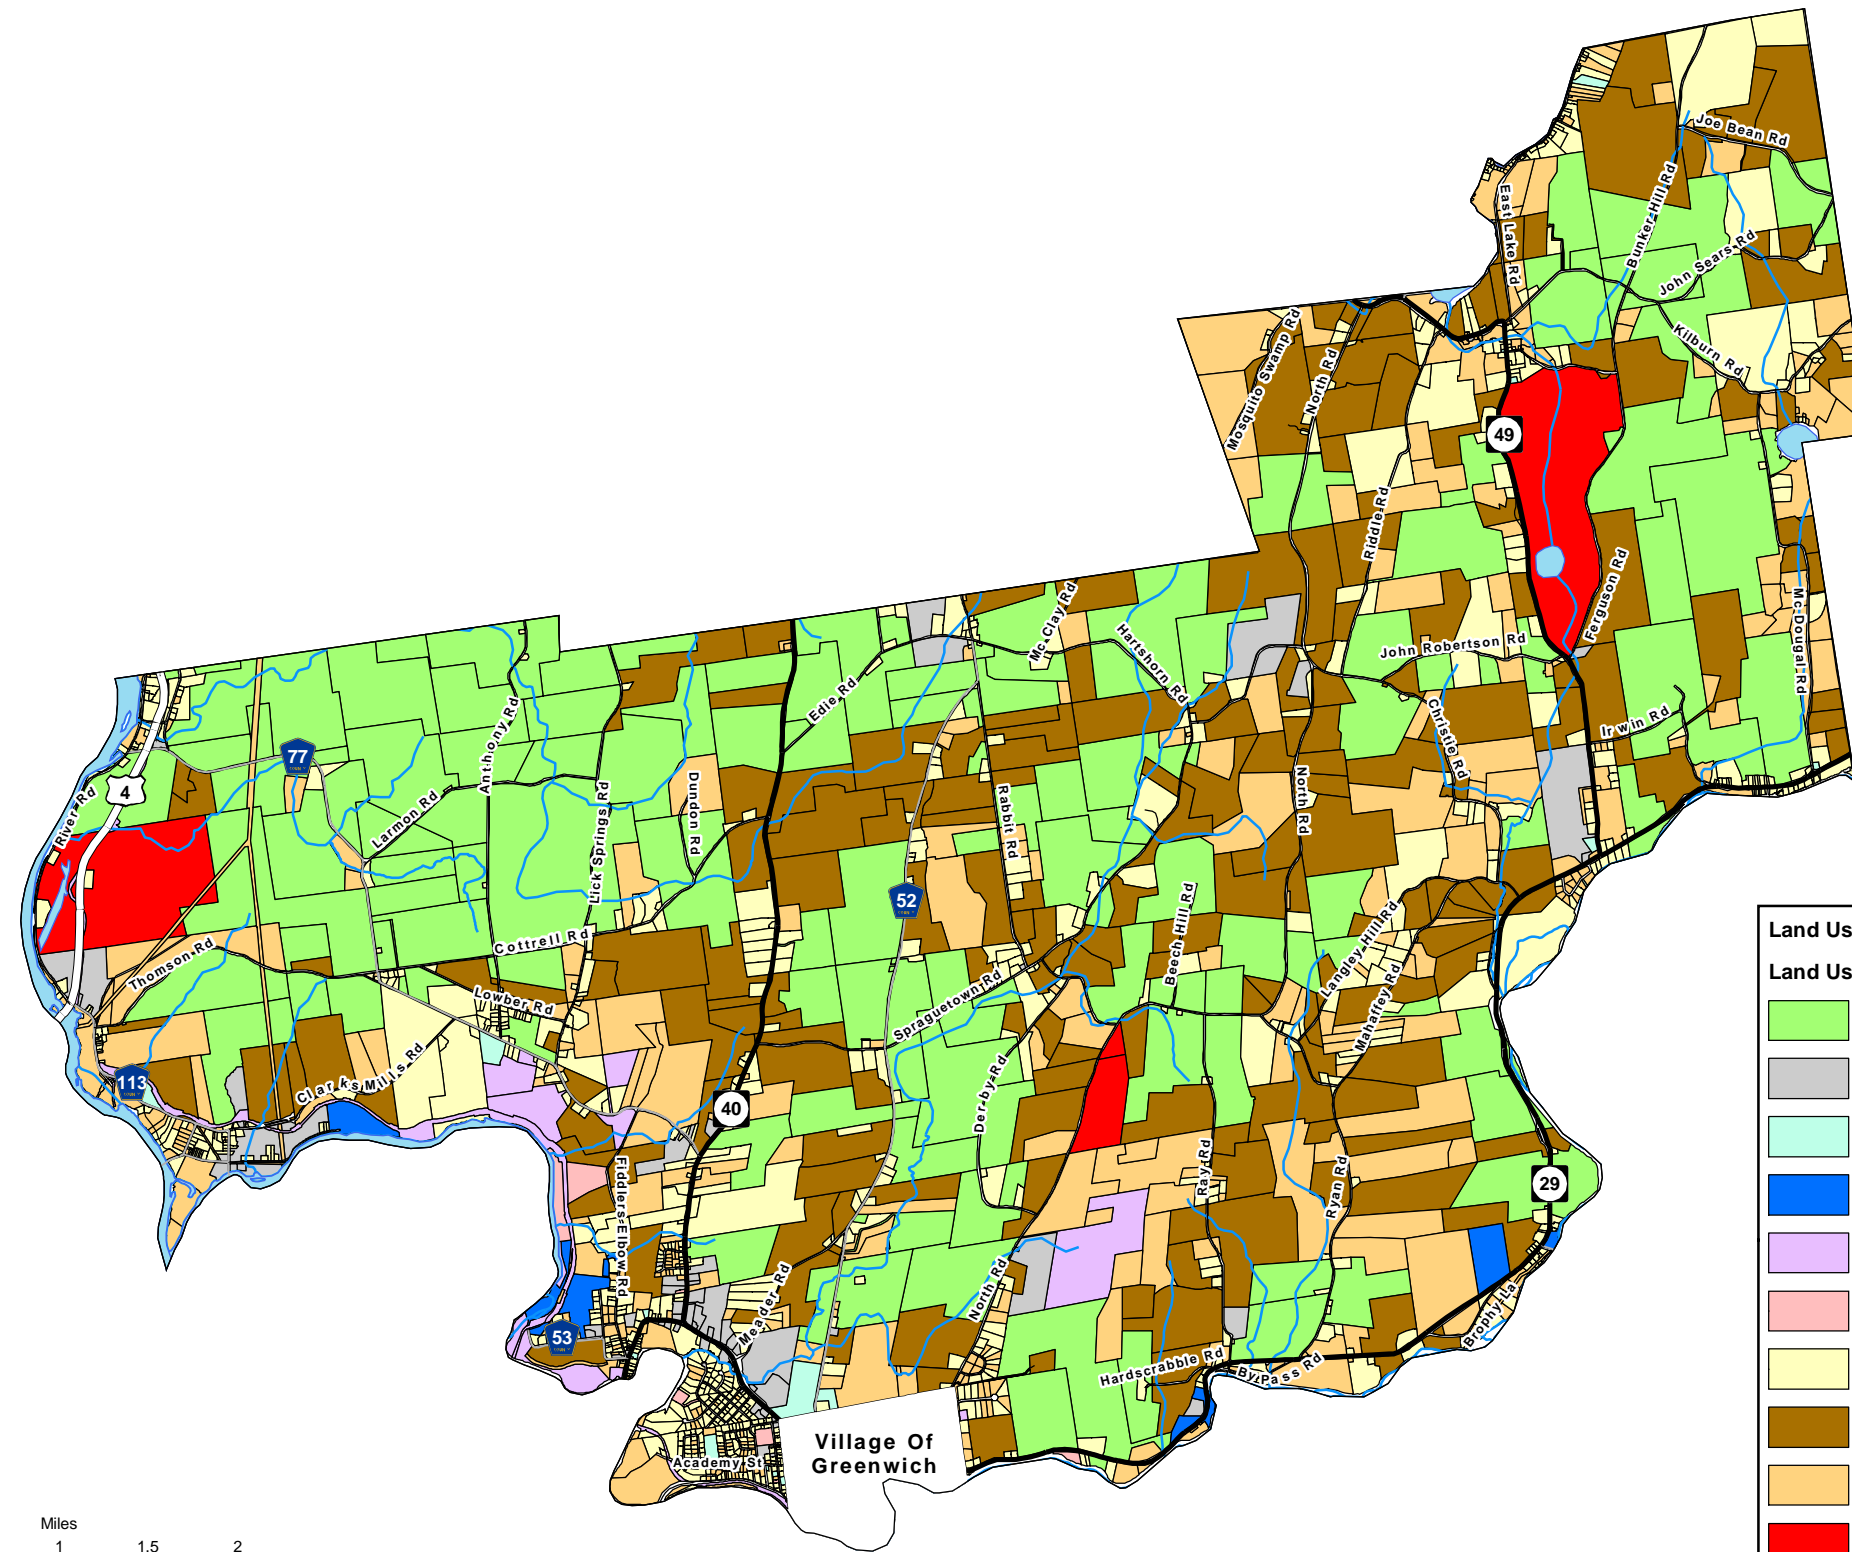 Joe Bean Rd
Bunker Hill Rd
East Lake Rd
John Sears Rd
Kilburn Rd
Mosquito Swamp Rd
North Rd
49
Riddle Rd
Ferguson Rd
Mc Dougal Rd
Mc Clay Rd
Hartshorn Rd
John Robertson Rd
Christie Rd
Irwin Rd
Edie Rd
Anthony Rd
77
4
River Rd
Larmon Rd
Lick Springs Rd
Dundon Rd
Rabbit Rd
North Rd
52
Beech Hill Rd
Langley Hill Rd
Mahaffey Rd
Cottrell Rd
Thomson Rd
Lowber Rd
Spraguetown Rd
Derby Rd
Clarks Mills Rd
113
40
Fiddlers Elbow Rd
Ray Rd
Ryan Rd
29
Meader Rd
North Rd
Brophy La
53
Hardscrabble Rd
By Pass Rd
Academy St
Village Of
Greenwich
Land Us
Land Us
Miles
1 1.5 2